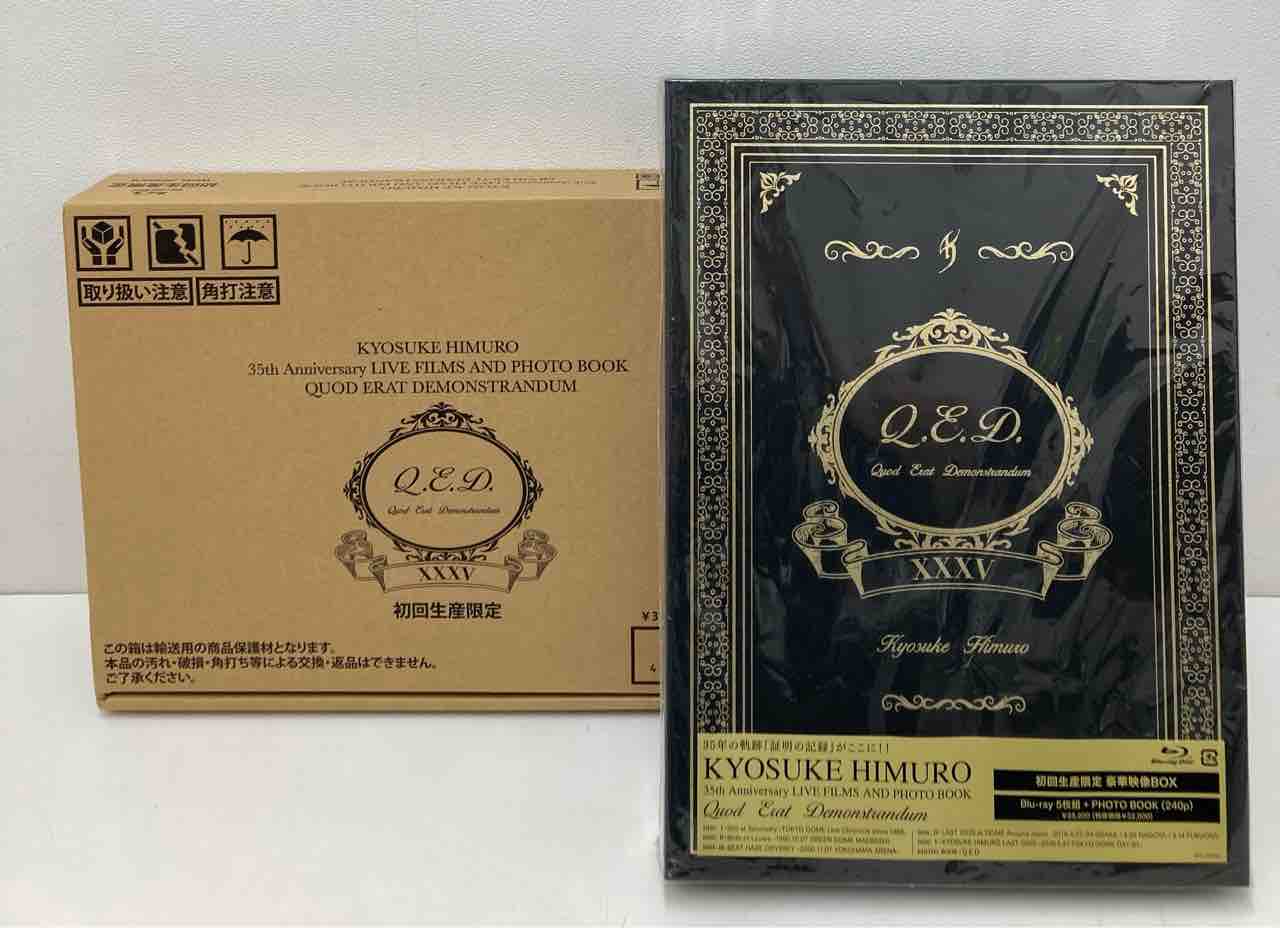 取り扱い注意
角打注意
KYOSUKE HIMURO
35th Anniversary LIVE FILMS AND PHOTO BOOK
QUOD ERAT DEMONSTRANDUM
Q.E.D.
Quod Erat Demonstrandum
XXXV
初回生産限定
この箱は輸送用の商品保護材となります。
本品の汚れ・破損・角打ち等による交換・返品はできません。
ご了承ください。
¥3
4
Q.E.D.
Quod Erat Demonstrandum
XXXV
Kyosuke Himuro
35年の軌跡「証明の記録」がここに!!
KYOSUKE HIMURO
35th Anniversary LIVE FILMS AND PHOTO BOOK
Quod Erat Demonstrandum
Blu-ray Disc
初回生産限定 豪華映像BOX
Blu-ray 5枚組 + PHOTO BOOK (240p)